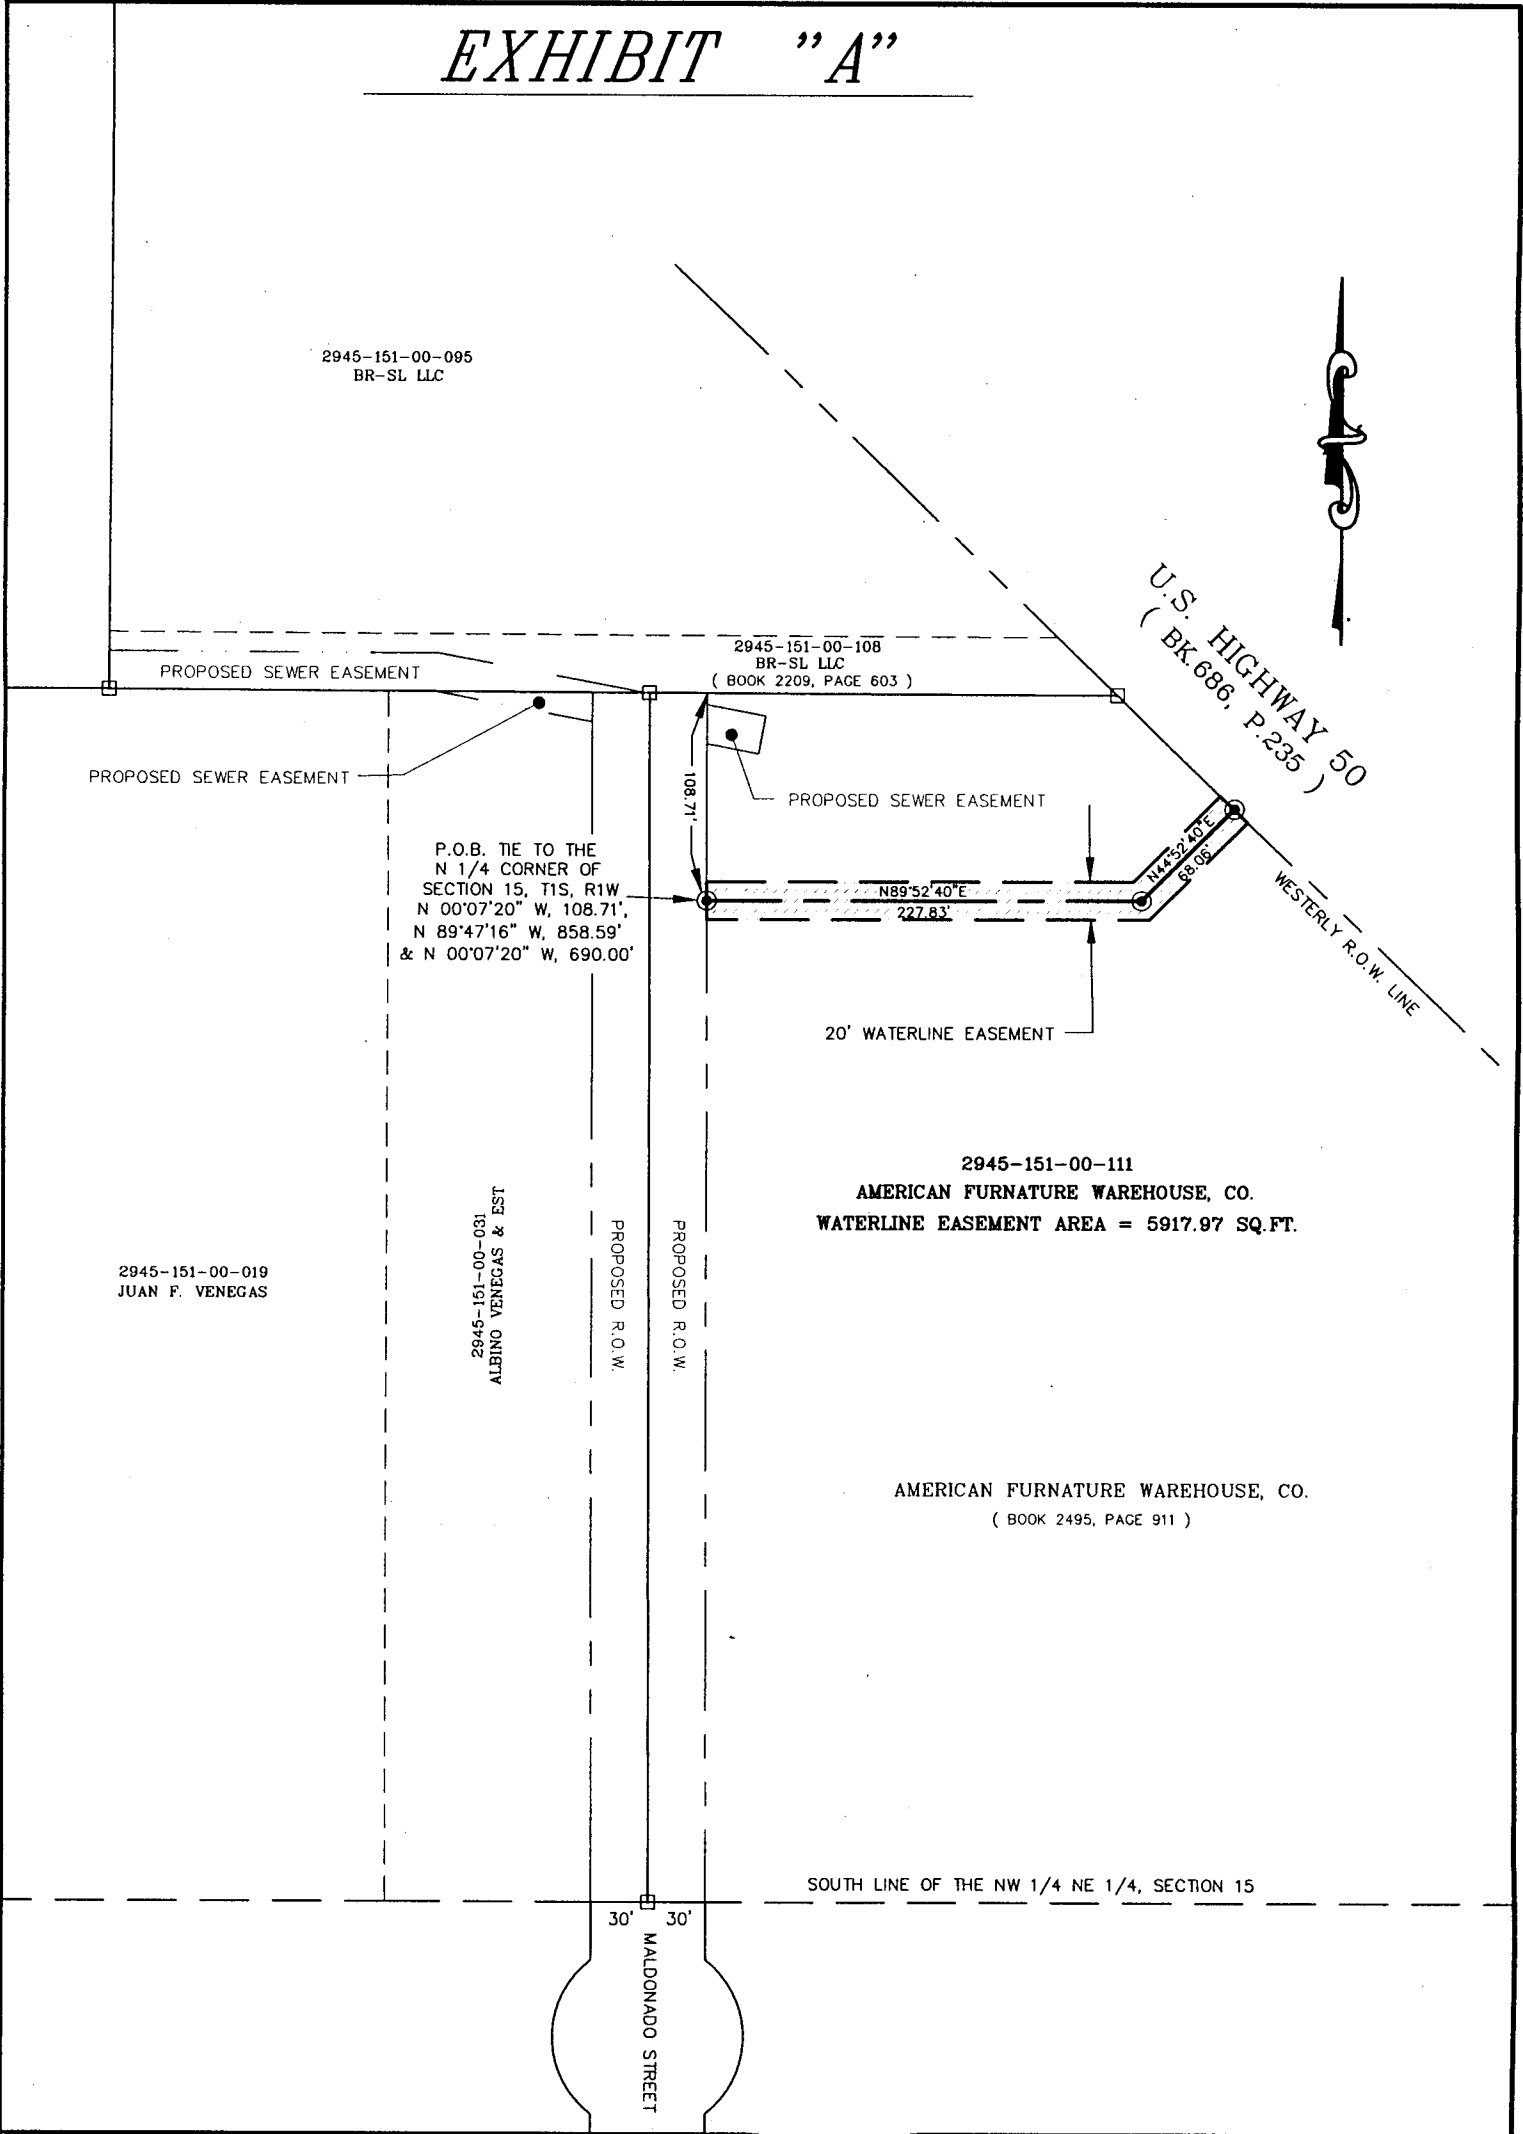 EXHIBIT "A"
2945-151-00-095
BR-SL LLC
U.S. HIGHWAY 50
( BK.686, P.235 )
2945-151-00-108
BR-SL LLC
( BOOK 2209, PAGE 603 )
PROPOSED SEWER EASEMENT
PROPOSED SEWER EASEMENT
PROPOSED SEWER EASEMENT
108.71'
P.O.B. TIE TO THE
N 1/4 CORNER OF
SECTION 15, T1S, R1W
N 00°07'20" W, 108.71',
N 89°47'16" W, 858.59'
& N 00°07'20" W, 690.00'
N89°52'40"E
227.83'
N44°52'40"E
68.06'
WESTERLY R.O.W. LINE
20' WATERLINE EASEMENT
2945-151-00-111
AMERICAN FURNATURE WAREHOUSE, CO.
WATERLINE EASEMENT AREA = 5917.97 SQ.FT.
2945-151-00-019
JUAN F. VENEGAS
2945-151-00-031
ALBINO VENEGAS & EST
PROPOSED R.O.W.
PROPOSED R.O.W.
AMERICAN FURNATURE WAREHOUSE, CO.
( BOOK 2495, PAGE 911 )
SOUTH LINE OF THE NW 1/4 NE 1/4, SECTION 15
30' 30'
MALDONADO STREET